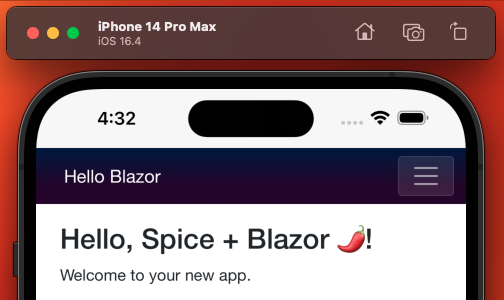 iPhone 14 Pro Max
iOS 16.4
4:32
Hello Blazor
Hello, Spice + Blazor 🌶️!
Welcome to your new app.